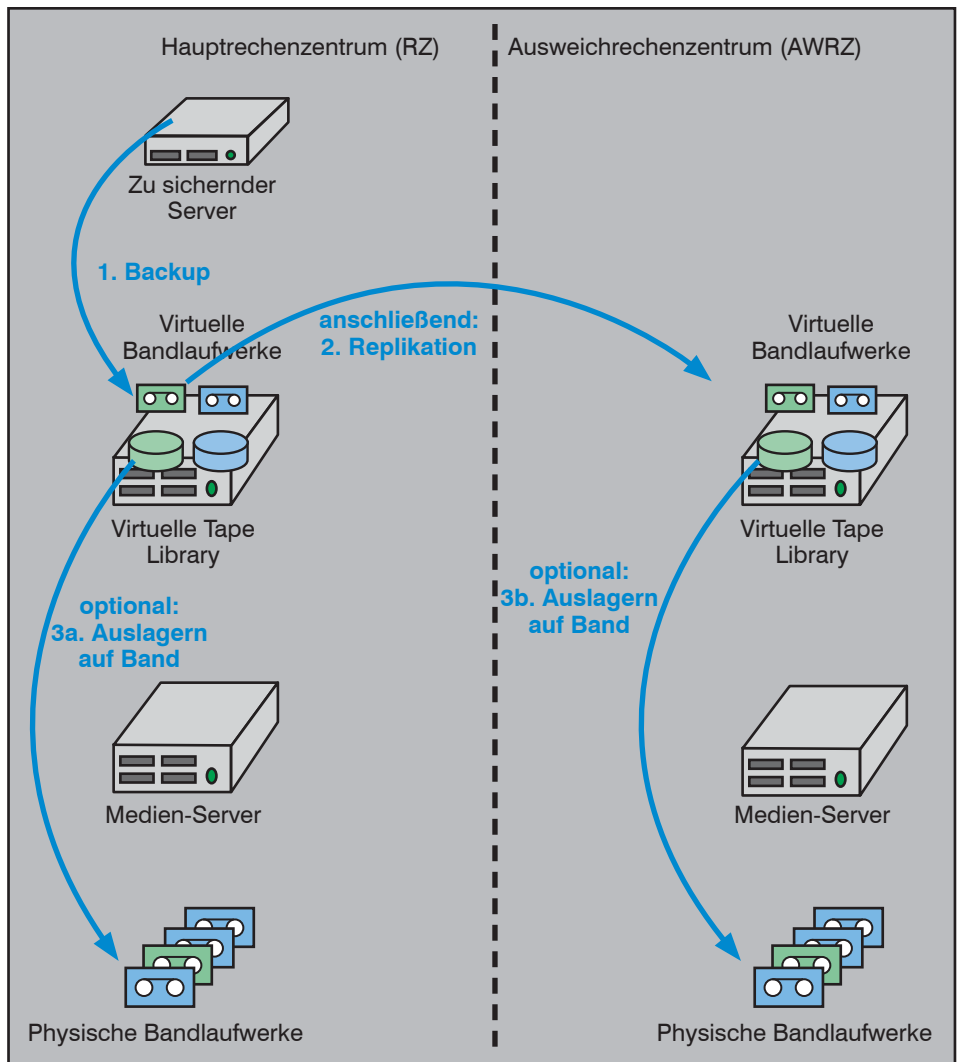 Hauptrechenzentrum (RZ)
Ausweichrechenzentrum (AWRZ)
Zu sichernder
Server
1. Backup
Virtuelle
Bandlaufwerke
anschließend:
2. Replikation
Virtuelle
Bandlaufwerke
Virtuelle Tape
Library
Virtuelle Tape
Library
optional:
3a. Auslagern
auf Band
optional:
3b. Auslagern
auf Band
Medien-Server
Medien-Server
Physische Bandlaufwerke
Physische Bandlaufwerke